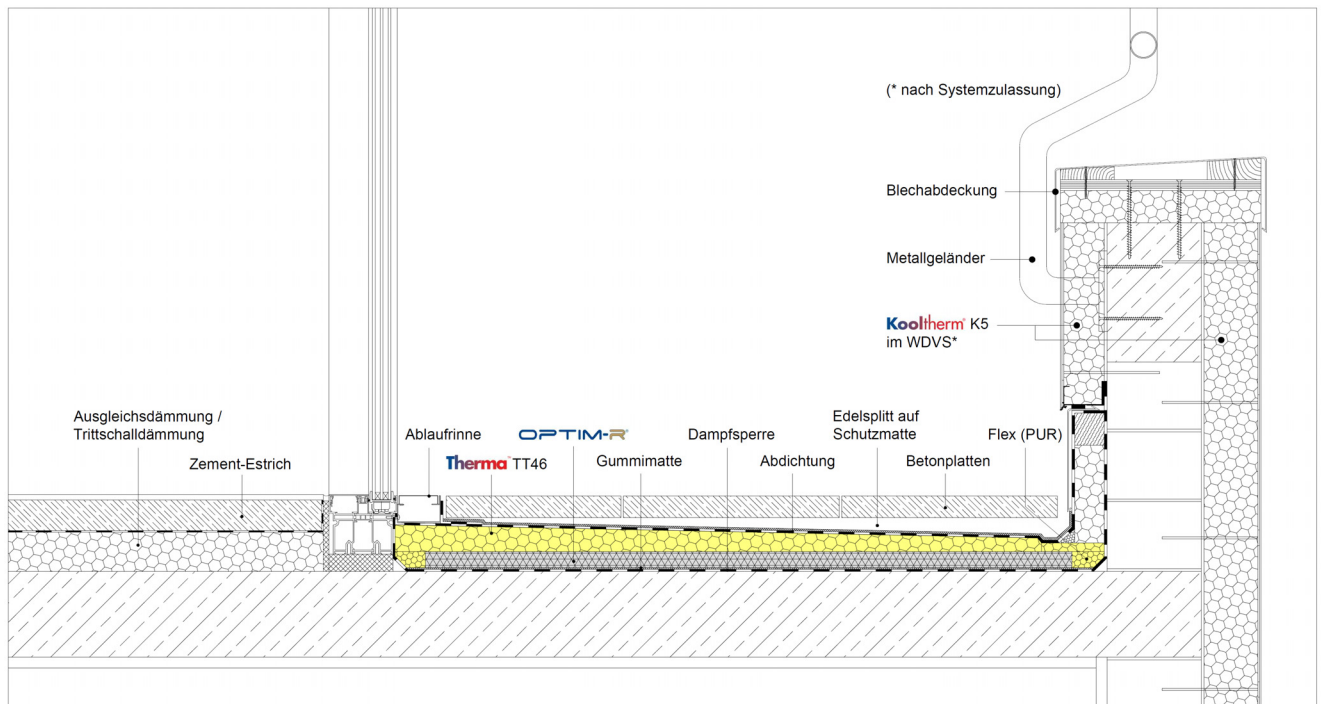 (* nach Systemzulassung)
Blechabdeckung
Metallgeländer
Kooltherm® K5
im WDVS*
Ausgleichsdämmung /
Trittschalldämmung
Zement-Estrich
Ablaufrinne
OPTIM-R®
Therma™ TT46
Gummimatte
Dampfsperre
Abdichtung
Edelsplitt auf
Schutzmatte
Betonplatten
Flex (PUR)